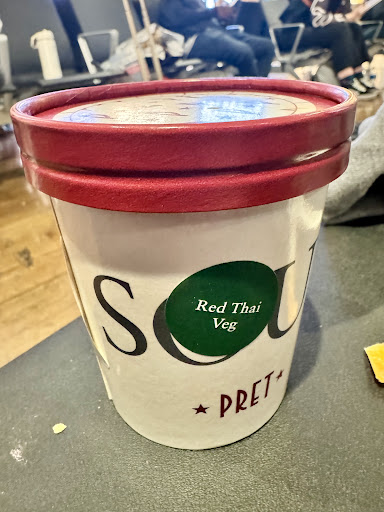 SOU
Red Thai
Veg
★ PRET ★